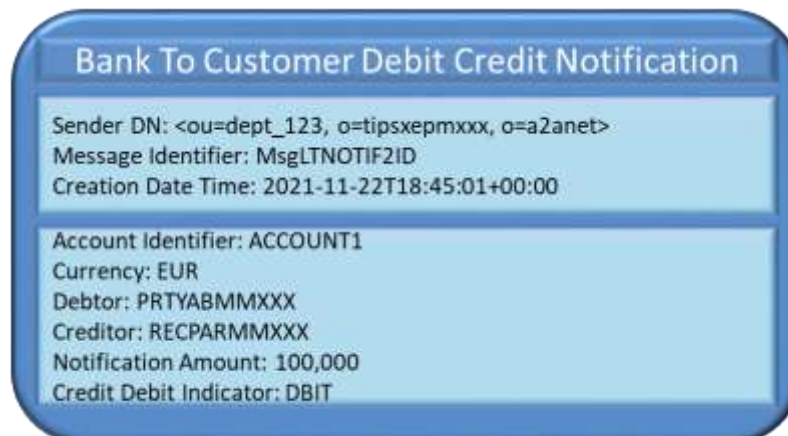 Bank To Customer Debit Credit Notification
Sender DN: <ou=dept_123, o=tipsxepmxxx, o=a2anet>
Message Identifier: MsgLTNOTIF2ID
Creation Date Time: 2021-11-22T18:45:01+00:00
Account Identifier: ACCOUNT1
Currency: EUR
Debtor: PRTYABMMXXX
Creditor: RECPARMMXXX
Notification Amount: 100,000
Credit Debit Indicator: DBIT